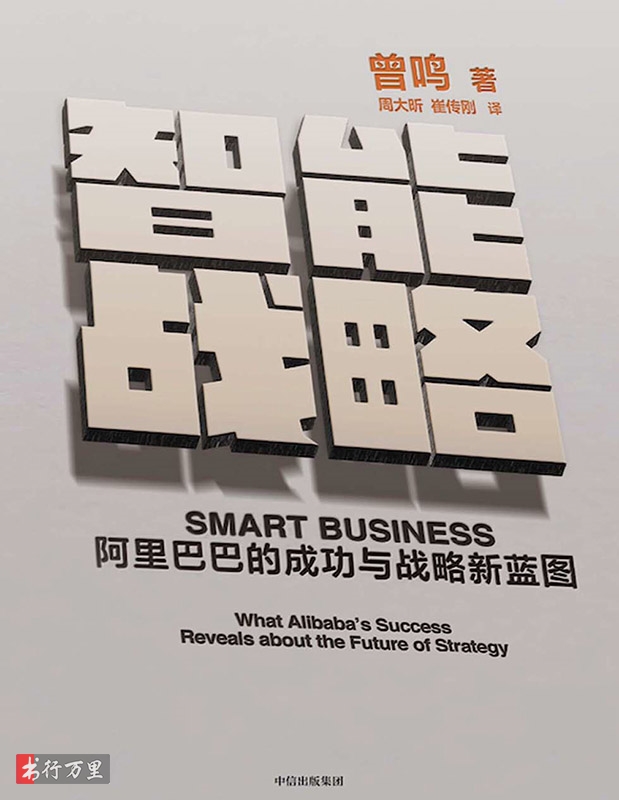 曾鸣 著
周大昕 崔传刚 译
智能
战略
SMART BUSINESS
阿里巴巴的成功与战略新蓝图
What Alibaba's Success
Reveals about the Future of Strategy
书行万里
中信出版集团